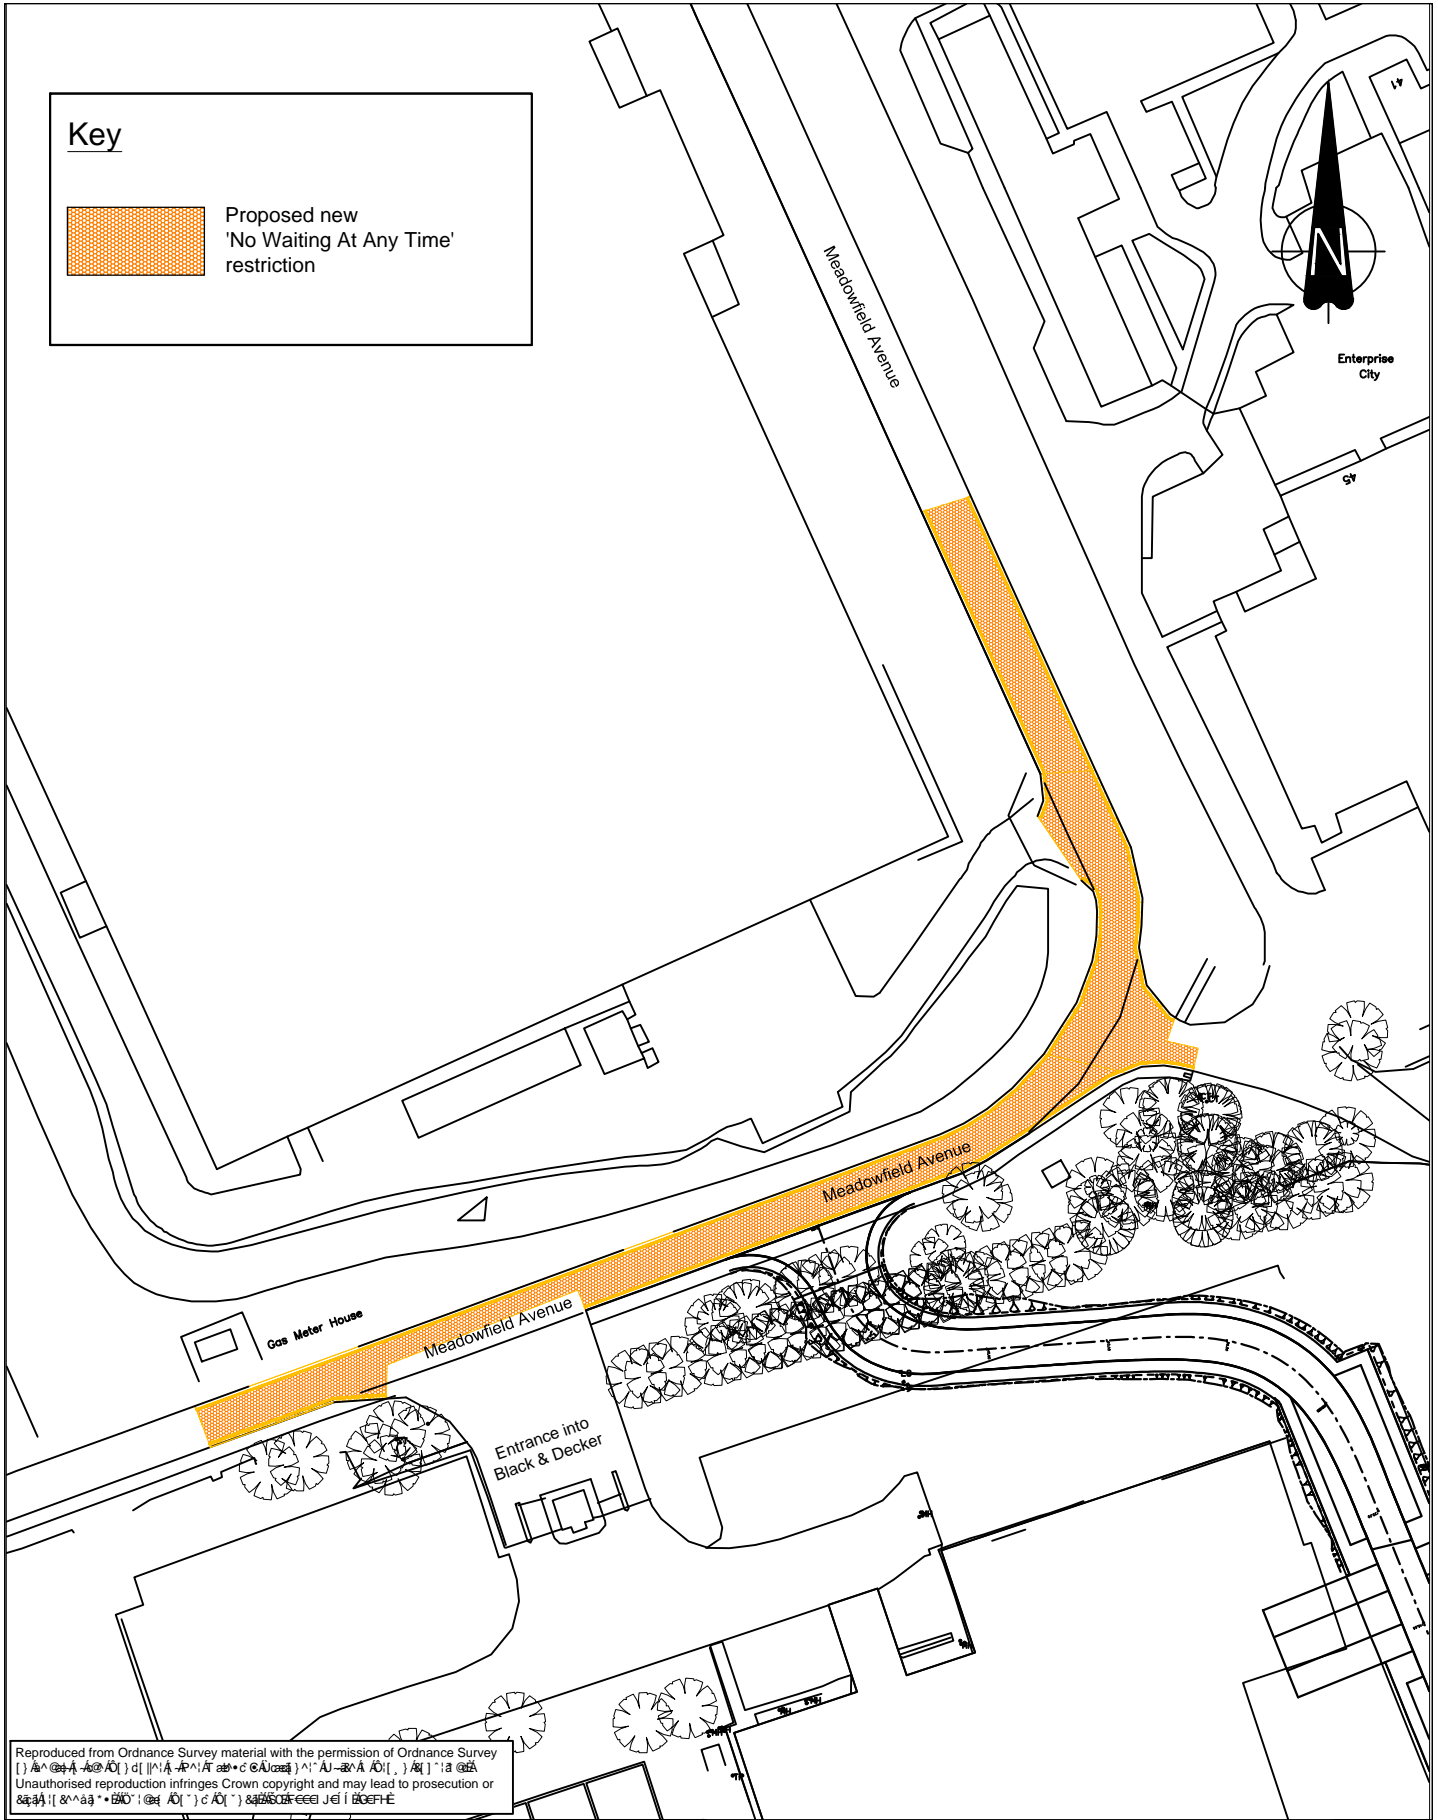 Key
Proposed new
'No Waiting At Any Time'
restriction
Meadowfield Avenue
N
41
Enterprise
City
45
Meadowfield Avenue
Meadowfield Avenue
Gas Meter House
Entrance into
Black & Decker
Reproduced from Ordnance Survey material with the permission of Ordnance Survey
Unauthorised reproduction infringes Crown copyright and may lead to prosecution or